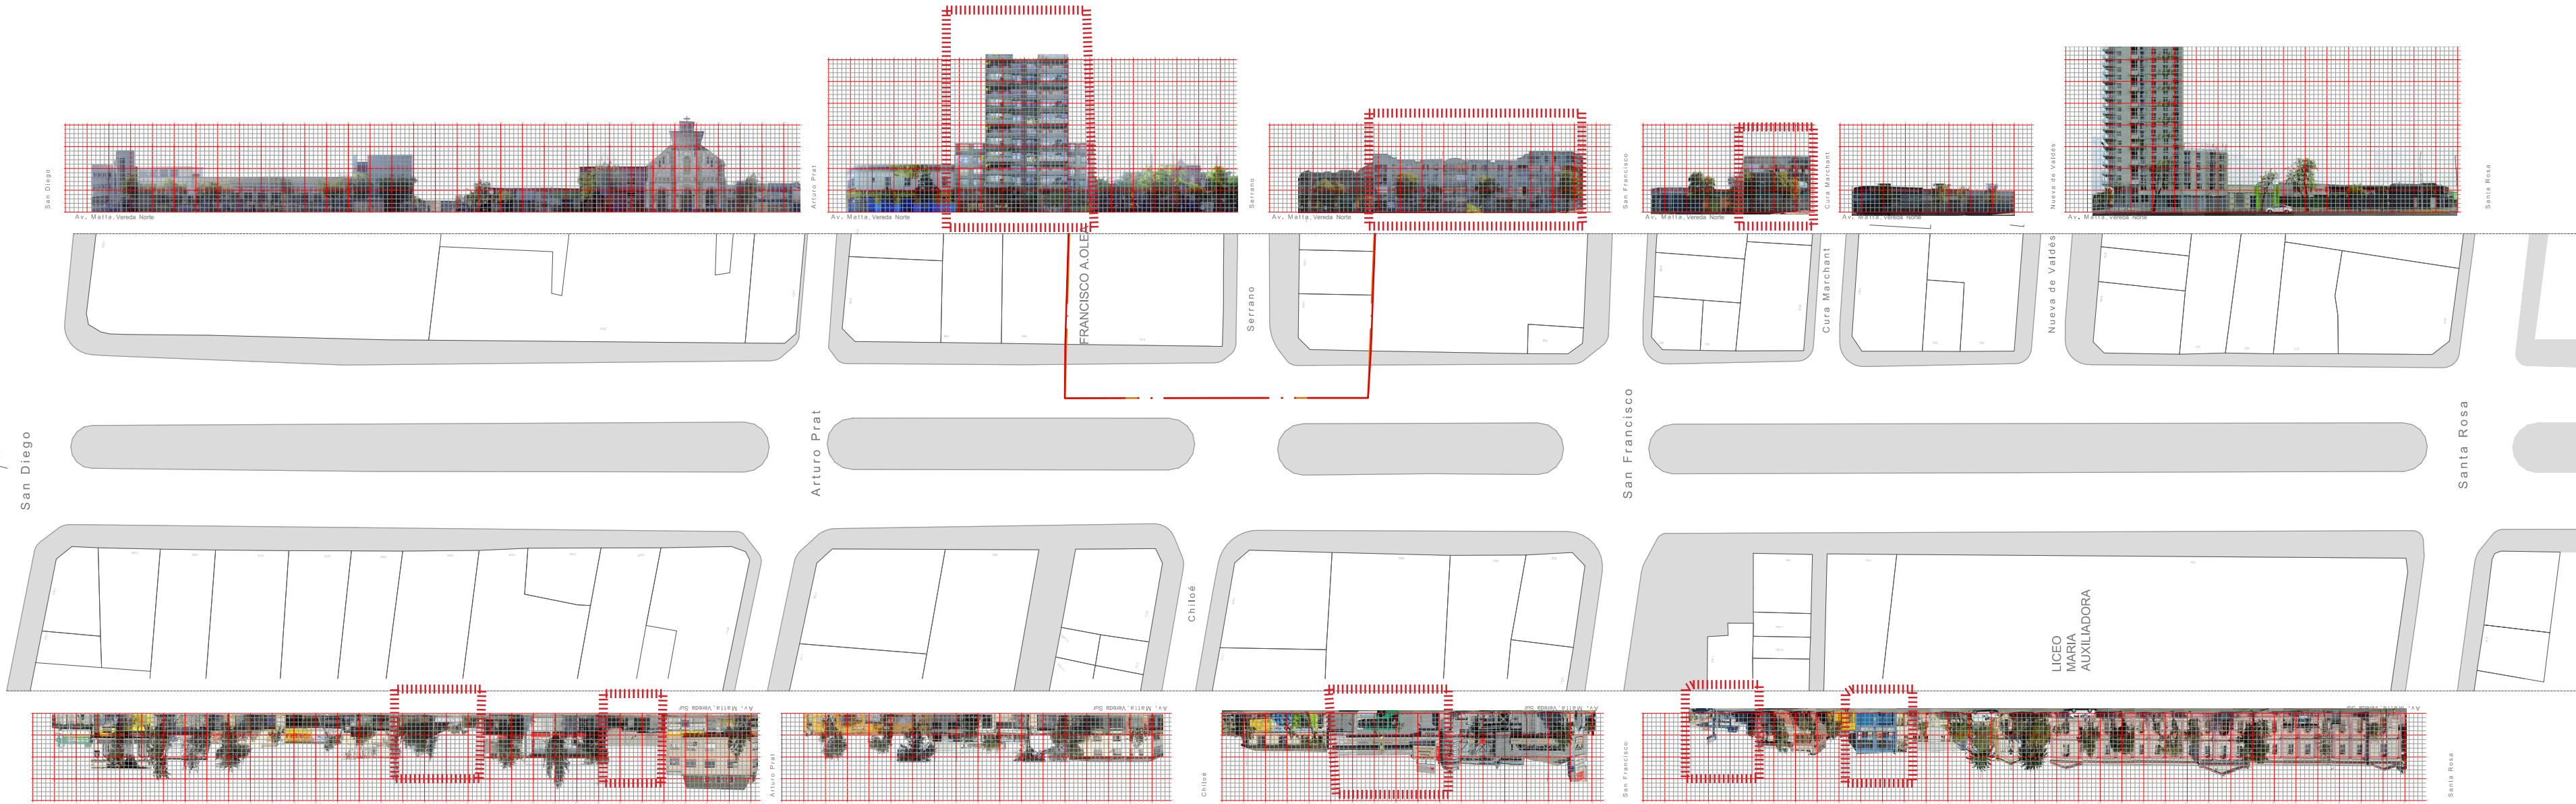 San Diego
Arturo Prat
Serrano
San Francisco
Cura Marchant
Nueva de Valdés
Santa Rosa
Av. Matta, Vereda Norte
Av. Matta, Vereda Norte
Av. Matta, Vereda Norte
Av. Matta, Vereda Norte
Av. Matta, Vereda Norte
Av. Matta, Vereda Norte
FRANCISCO A.OLEA
Serrano
Cura Marchant
Nueva de Valdés
San Diego
Arturo Prat
San Francisco
Santa Rosa
Chiloé
LICEO
MARIA
AUXILIADORA
Av. Matta, Vereda Sur
Av. Matta, Vereda Sur
Av. Matta, Vereda Sur
Av. Matta, Vereda Sur
Arturo Prat
Chiloé
San Francisco
Santa Rosa